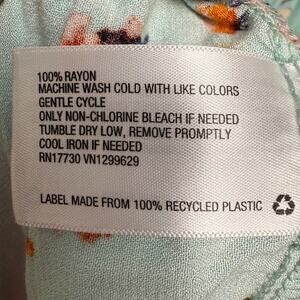 100% RAYON
MACHINE WASH COLD WITH LIKE COLORS
GENTLE CYCLE
ONLY NON-CHLORINE BLEACH IF NEEDED
TUMBLE DRY LOW, REMOVE PROMPTLY
COOL IRON IF NEEDED
RN17730 VN1299629
LABEL MADE FROM 100% RECYCLED PLASTIC